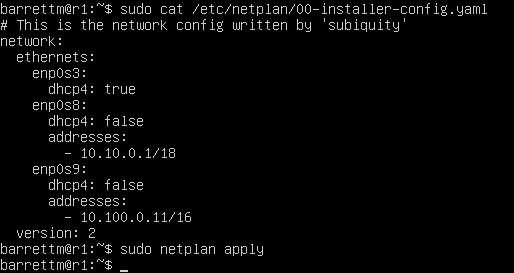 barrettm@r1:~$ sudo cat /etc/netplan/00-installer-config.yaml
# This is the network config written by 'subiquity'
network:
  ethernets:
    enp0s3:
      dhcp4: true
    enp0s8:
      dhcp4: false
      addresses:
        - 10.10.0.1/18
    enp0s9:
      dhcp4: false
      addresses:
        - 10.100.0.11/16
  version: 2
barrettm@r1:~$ sudo netplan apply
barrettm@r1:~$ _